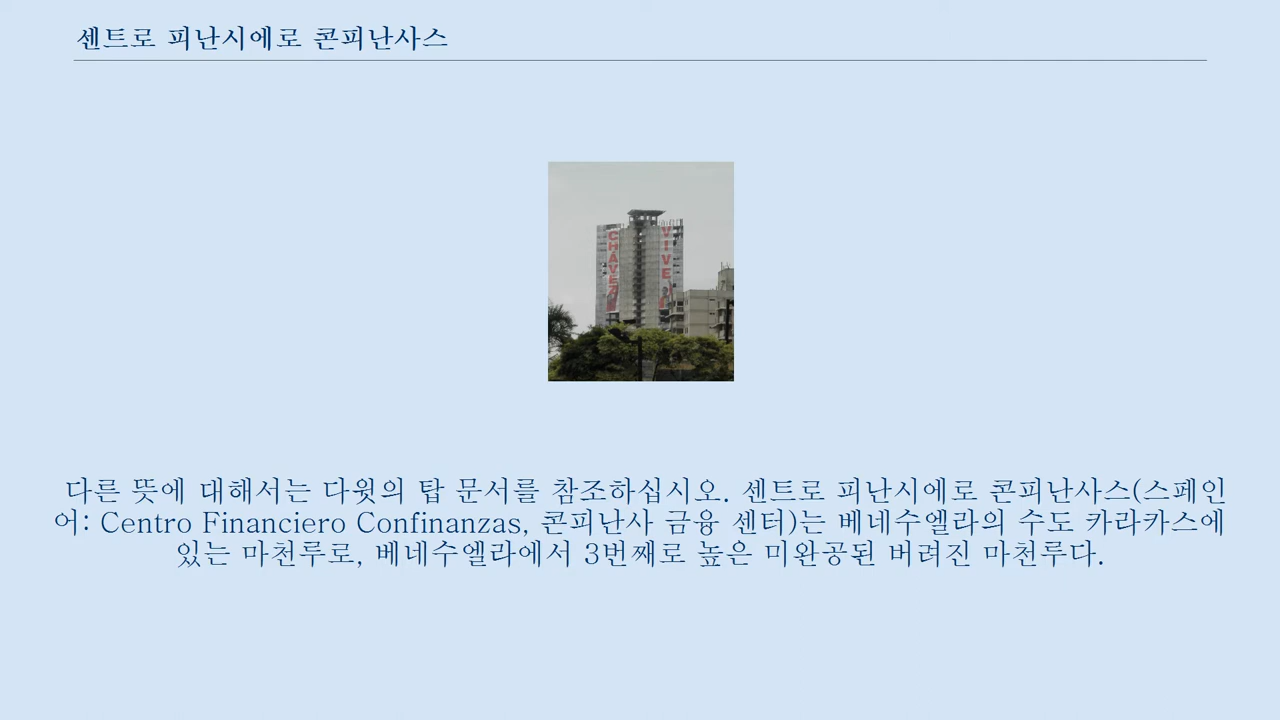 센트로 피난시에로 콘피난사스
CHÁVEZ
VIVE
다른 뜻에 대해서는 다윗의 탑 문서를 참조하십시오. 센트로 피난시에로 콘피난사스(스페인
어: Centro Financiero Confinanzas, 콘피난사 금융 센터)는 베네수엘라의 수도 카라카스에
있는 마천루로, 베네수엘라에서 3번째로 높은 미완공된 버려진 마천루다.